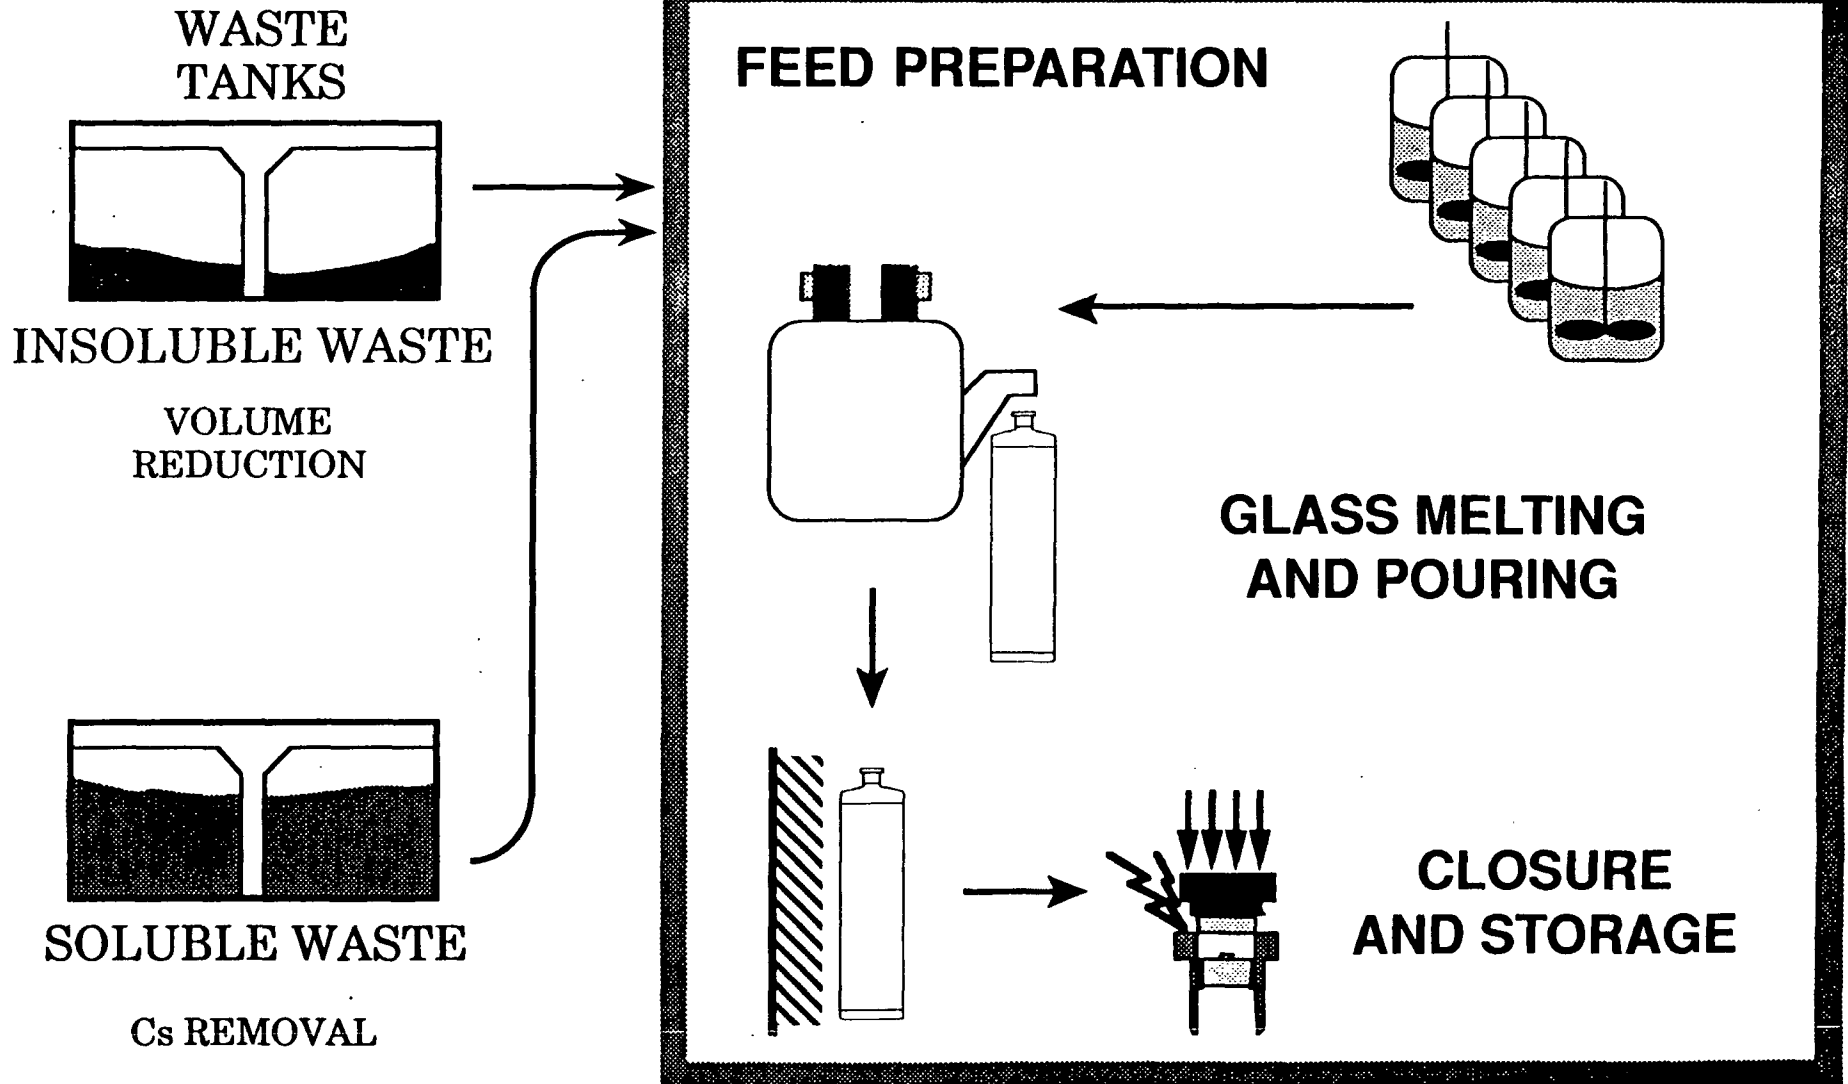 WASTE
TANKS
INSOLUBLE WASTE
VOLUME
REDUCTION
SOLUBLE WASTE
Cs REMOVAL
FEED PREPARATION
GLASS MELTING
AND POURING
CLOSURE
AND STORAGE